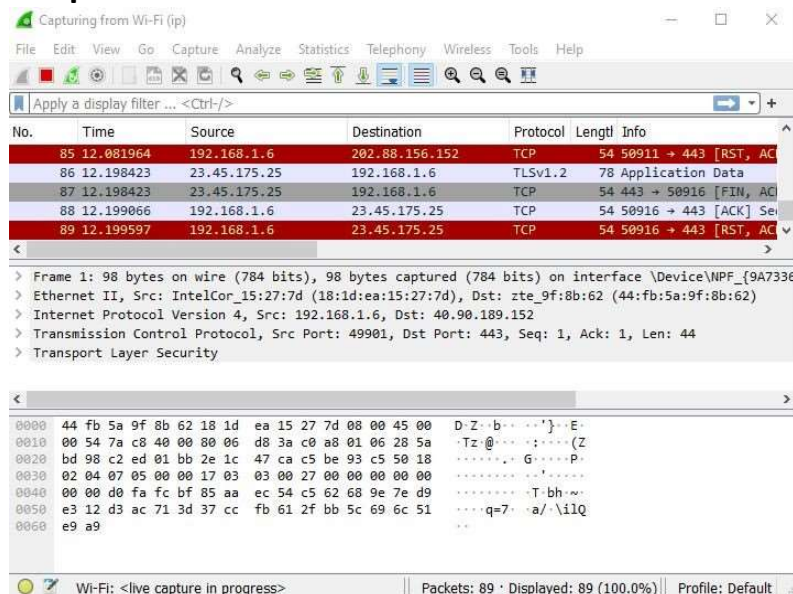 Capturing from Wi-Fi (ip)
File Edit View Go Capture Analyze Statistics Telephony Wireless Tools Help
Apply a display filter ... <Ctrl-/>
No. Time Source Destination Protocol Lengtl Info
85 12.081964 192.168.1.6 202.88.156.152 TCP 54 50911 → 443 [RST, ACI
86 12.198423 23.45.175.25 192.168.1.6 TLSv1.2 78 Application Data
87 12.198423 23.45.175.25 192.168.1.6 TCP 54 443 → 50916 [FIN, ACI
88 12.199066 192.168.1.6 23.45.175.25 TCP 54 50916 → 443 [ACK] Se
89 12.199597 192.168.1.6 23.45.175.25 TCP 54 50916 → 443 [RST, ACI
> Frame 1: 98 bytes on wire (784 bits), 98 bytes captured (784 bits) on interface \Device\NPF_{9A7336
> Ethernet II, Src: IntelCor_15:27:7d (18:1d:ea:15:27:7d), Dst: zte_9f:8b:62 (44:fb:5a:9f:8b:62)
> Internet Protocol Version 4, Src: 192.168.1.6, Dst: 40.90.189.152
> Transmission Control Protocol, Src Port: 49901, Dst Port: 443, Seq: 1, Ack: 1, Len: 44
> Transport Layer Security
0000 44 fb 5a 9f 8b 62 18 1d ea 15 27 7d 08 00 45 00 D·Z··b·· ··'}··E·
0010 00 54 7a c8 40 00 80 06 d8 3a c0 a8 01 06 28 5a ·Tz·@··· ·:····(Z
0020 bd 98 c2 ed 01 bb 2e 1c 47 ca c5 be 93 c5 50 18 ······.· G·····P·
0030 02 04 07 05 00 00 17 03 03 00 27 00 00 00 00 00 ········ ··'·····
0040 00 00 d0 fa fc bf 85 aa ec 54 c5 62 68 9e 7e d9 ········ ·T·bh·~·
0050 e3 12 d3 ac 71 3d 37 cc fb 61 2f bb 5c 69 6c 51 ····q=7· ·a/·\ilQ
0060 e9 a9 ··
Wi-Fi: <live capture in progress> Packets: 89 · Displayed: 89 (100.0%) Profile: Default